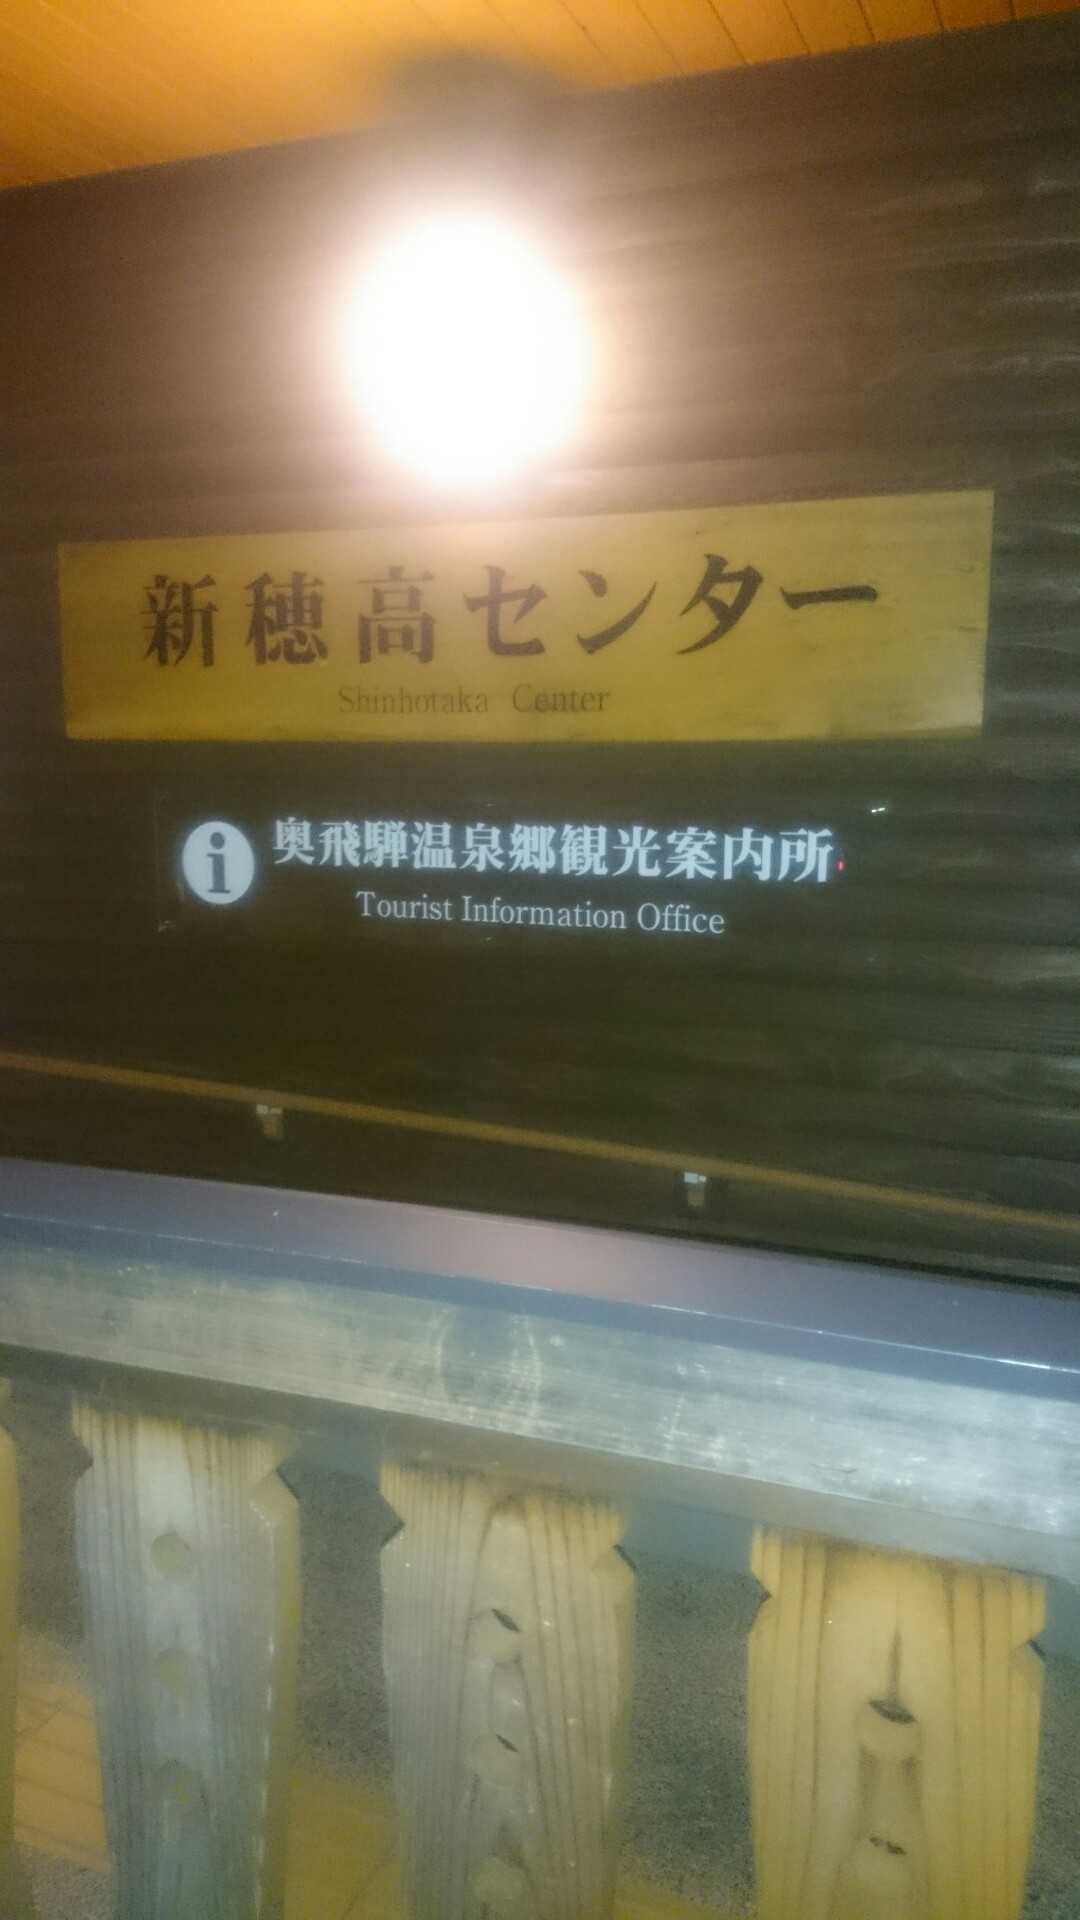 新穂高センター
Shinhotaka Center
i 奥飛騨温泉郷観光案内所
Tourist Information Office